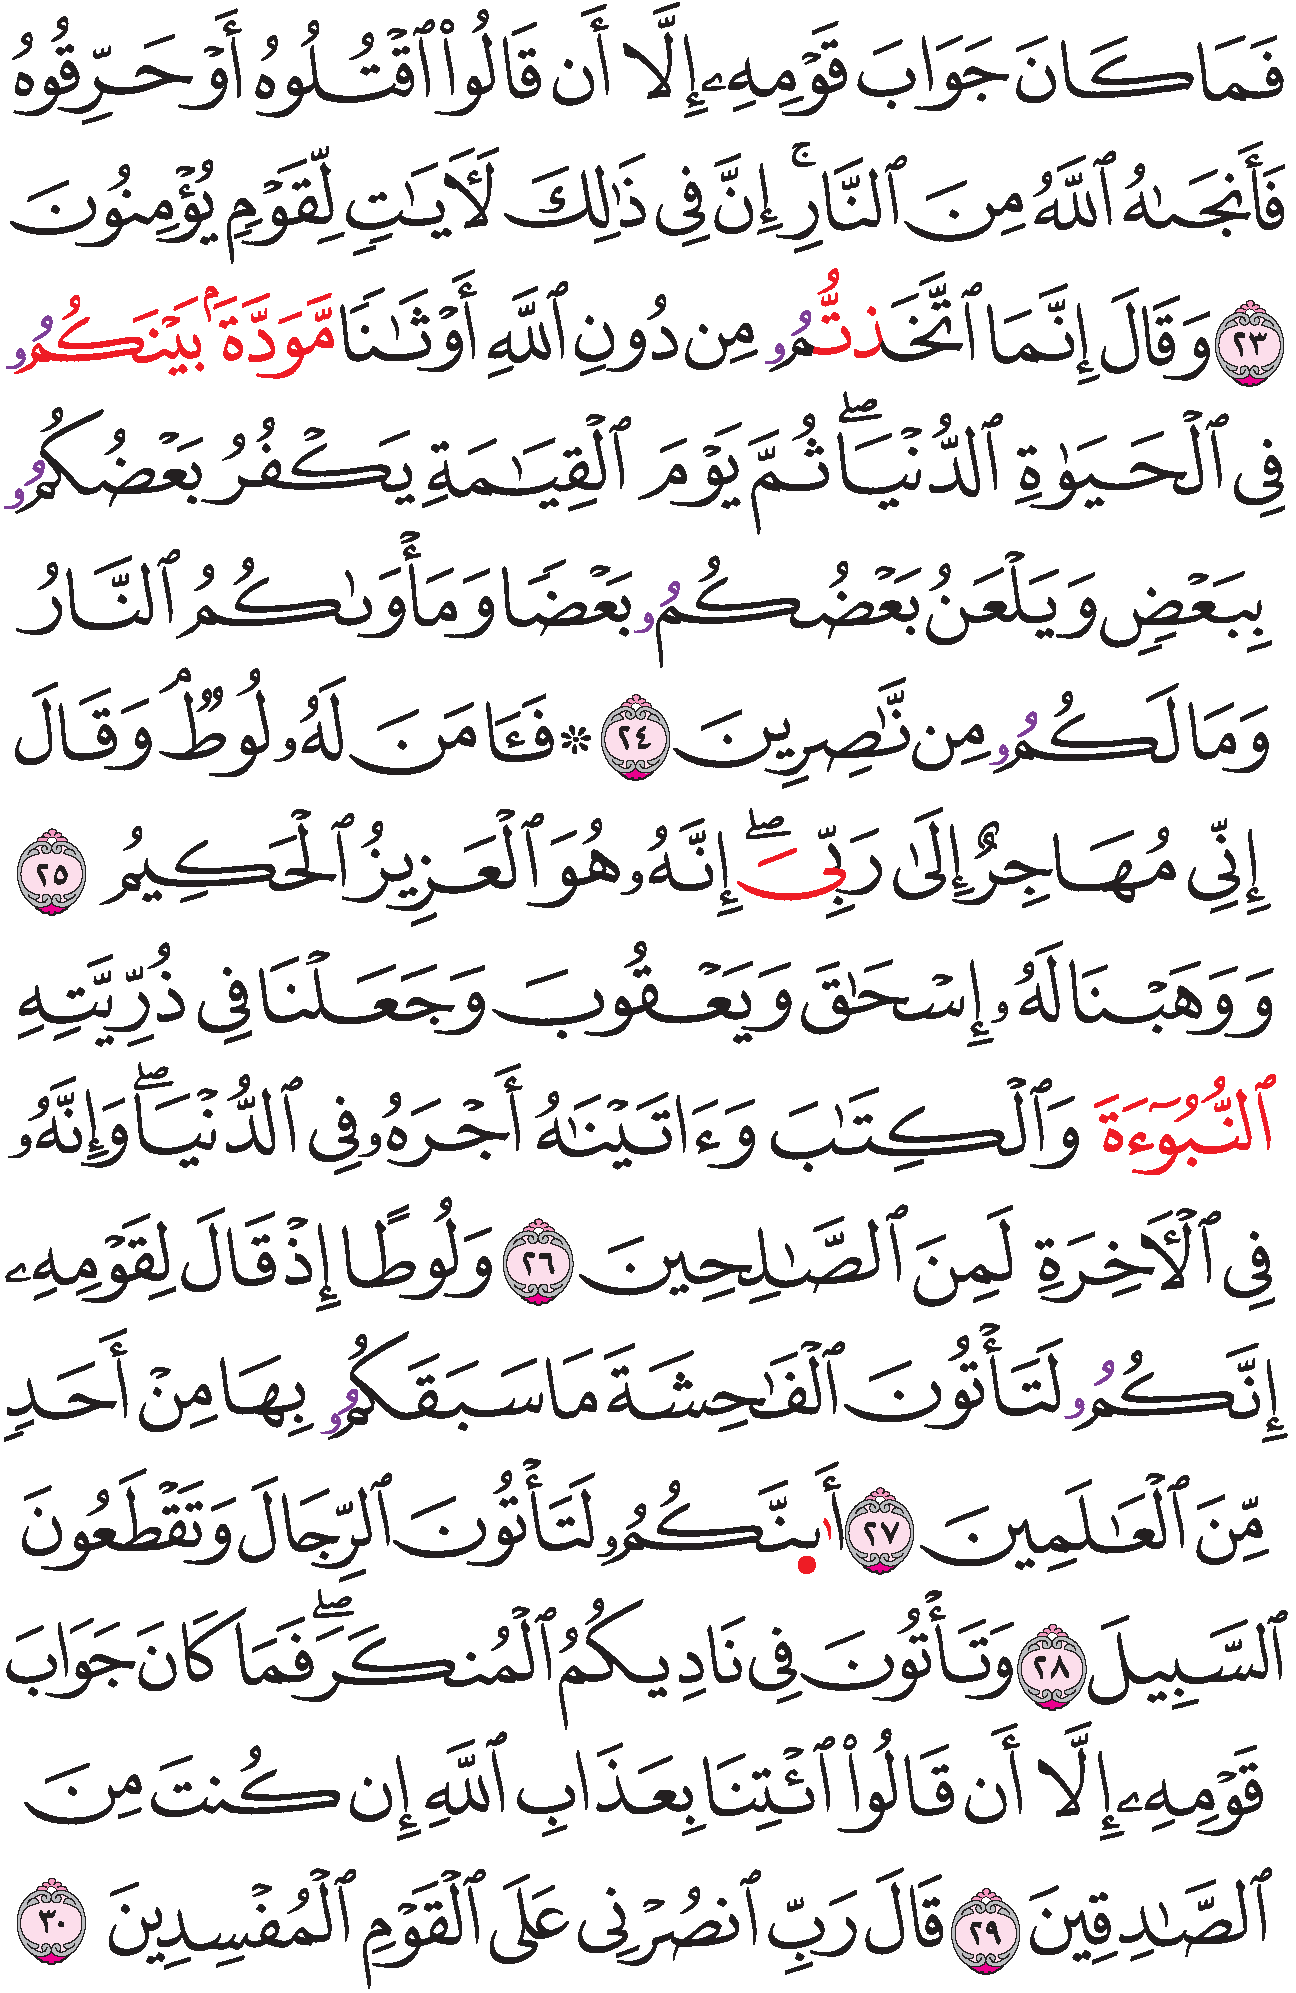 فَمَا كَانَ جَوَابَ قَوْمِهِۦٓ إِلَّآ أَن قَالُوا۟ ٱقْتُلُوهُ أَوْ حَرِّقُوهُ
فَأَنجَىٰهُ ٱللَّهُ مِنَ ٱلنَّارِ ۚ إِنَّ فِى ذَٰلِكَ لَأَيَـٰتٍ لِّقَوْمٍ يُؤْمِنُونَ
٢٣ وَقَالَ إِنَّمَا ٱتَّخَذتُّمُو مِن دُونِ ٱللَّهِ أَوْثَـٰنًا مَّوَدَّةًۢ بَيْنَكُمُو
فِى ٱلْحَيَوٰةِ ٱلدُّنْيَا ۖ ثُمَّ يَوْمَ ٱلْقِيَـٰمَةِ يَكْفُرُ بَعْضُكُمُو
بِبَعْضٍ وَيَلْعَنُ بَعْضُكُمُو بَعْضًا وَمَأْوَىٰكُمُ ٱلنَّارُ
وَمَا لَكُمُو مِن نَّـٰصِرِينَ ٢٤ ۞ فَـَٔامَنَ لَهُۥ لُوطٌۘ وَقَالَ
إِنِّى مُهَاجِرٌ إِلَىٰ رَبِّىَ ۖ إِنَّهُۥ هُوَ ٱلْعَزِيزُ ٱلْحَكِيمُ ٢٥
وَوَهَبْنَا لَهُۥٓ إِسْحَـٰقَ وَيَعْقُوبَ وَجَعَلْنَا فِى ذُرِّيَّتِهِ
ٱلنُّبُوٓءَةَ وَٱلْكِتَـٰبَ وَءَاتَيْنَـٰهُ أَجْرَهُۥ فِى ٱلدُّنْيَا ۖ وَإِنَّهُۥ
فِى ٱلْأَخِرَةِ لَمِنَ ٱلصَّـٰلِحِينَ ٢٦ وَلُوطًا إِذْ قَالَ لِقَوْمِهِۦٓ
إِنَّكُمُو لَتَأْتُونَ ٱلْفَـٰحِشَةَ مَا سَبَقَكُمُو بِهَا مِنْ أَحَدٍ
مِّنَ ٱلْعَـٰلَمِينَ ٢٧ أَىِٕنَّكُمُو لَتَأْتُونَ ٱلرِّجَالَ وَتَقْطَعُونَ
ٱلسَّبِيلَ ٢٨ وَتَأْتُونَ فِى نَادِيكُمُ ٱلْمُنكَرَ ۖ فَمَا كَانَ جَوَابَ
قَوْمِهِۦٓ إِلَّآ أَن قَالُوا۟ ٱئْتِنَا بِعَذَابِ ٱللَّهِ إِن كُنتَ مِنَ
ٱلصَّـٰدِقِينَ ٢٩ قَالَ رَبِّ ٱنصُرْنِى عَلَى ٱلْقَوْمِ ٱلْمُفْسِدِينَ ٣٠